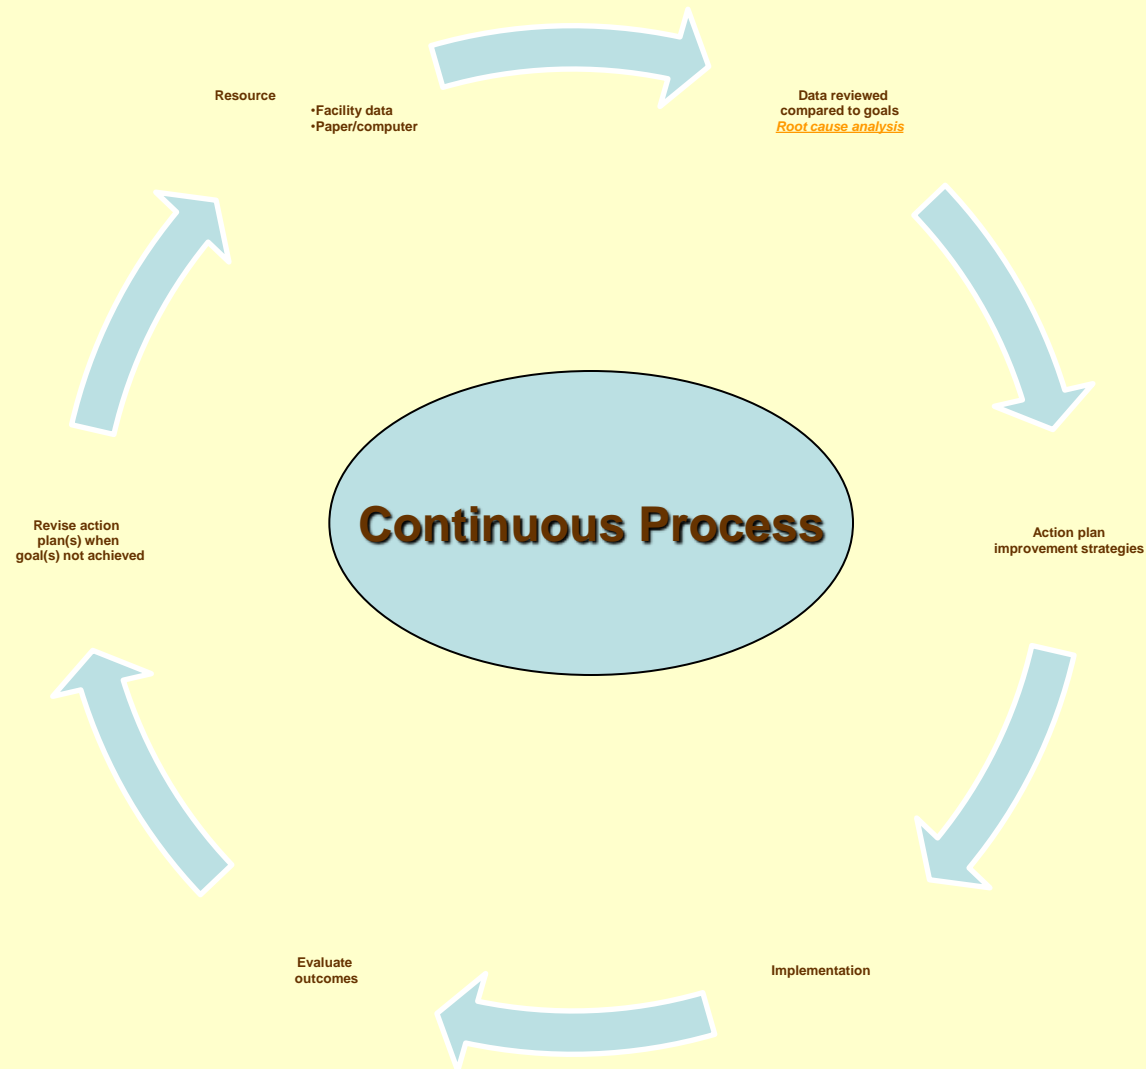 Resource
•Facility data
•Paper/computer
Data reviewed
compared to goals
Root cause analysis
Action plan
improvement strategies
Implementation
Evaluate
outcomes
Revise action
plan(s) when
goal(s) not achieved
Continuous Process